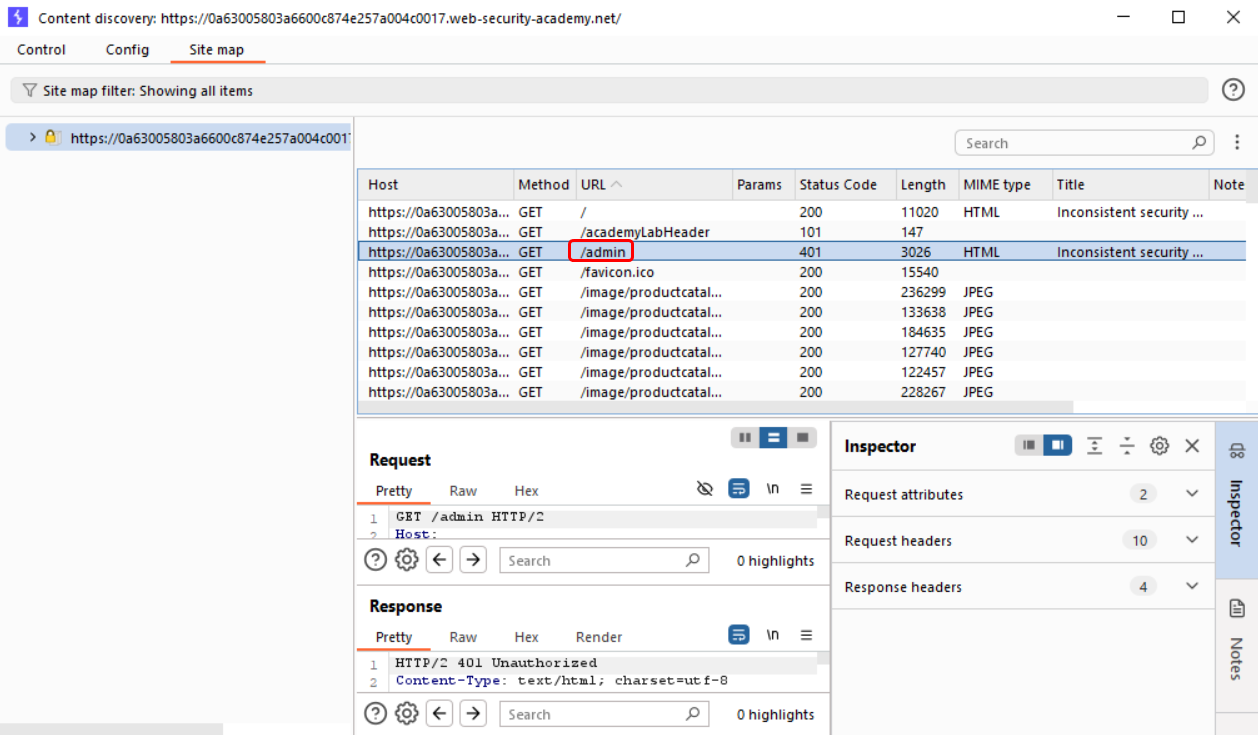 Content discovery: https://0a63005803a6600c874e257a004c0017.web-security-academy.net/
Control Config Site map
Site map filter: Showing all items
https://0a63005803a6600c874e257a004c0017
Search
Host Method URL Params Status Code Length MIME type Title Note
https://0a63005803a... GET / 200 11020 HTML Inconsistent security ...
https://0a63005803a... GET /academyLabHeader 101 147
https://0a63005803a... GET /admin 401 3026 HTML Inconsistent security ...
https://0a63005803a... GET /favicon.ico 200 15540
https://0a63005803a... GET /image/productcatal... 200 236299 JPEG
https://0a63005803a... GET /image/productcatal... 200 133638 JPEG
https://0a63005803a... GET /image/productcatal... 200 184635 JPEG
https://0a63005803a... GET /image/productcatal... 200 127740 JPEG
https://0a63005803a... GET /image/productcatal... 200 122457 JPEG
https://0a63005803a... GET /image/productcatal... 200 228267 JPEG
Request
Pretty Raw Hex \n
1 GET /admin HTTP/2
2 Host:
Search 0 highlights
Response
Pretty Raw Hex Render \n
1 HTTP/2 401 Unauthorized
2 Content-Type: text/html; charset=utf-8
Search 0 highlights
Inspector
Request attributes 2
Request headers 10
Response headers 4
Inspector
Notes